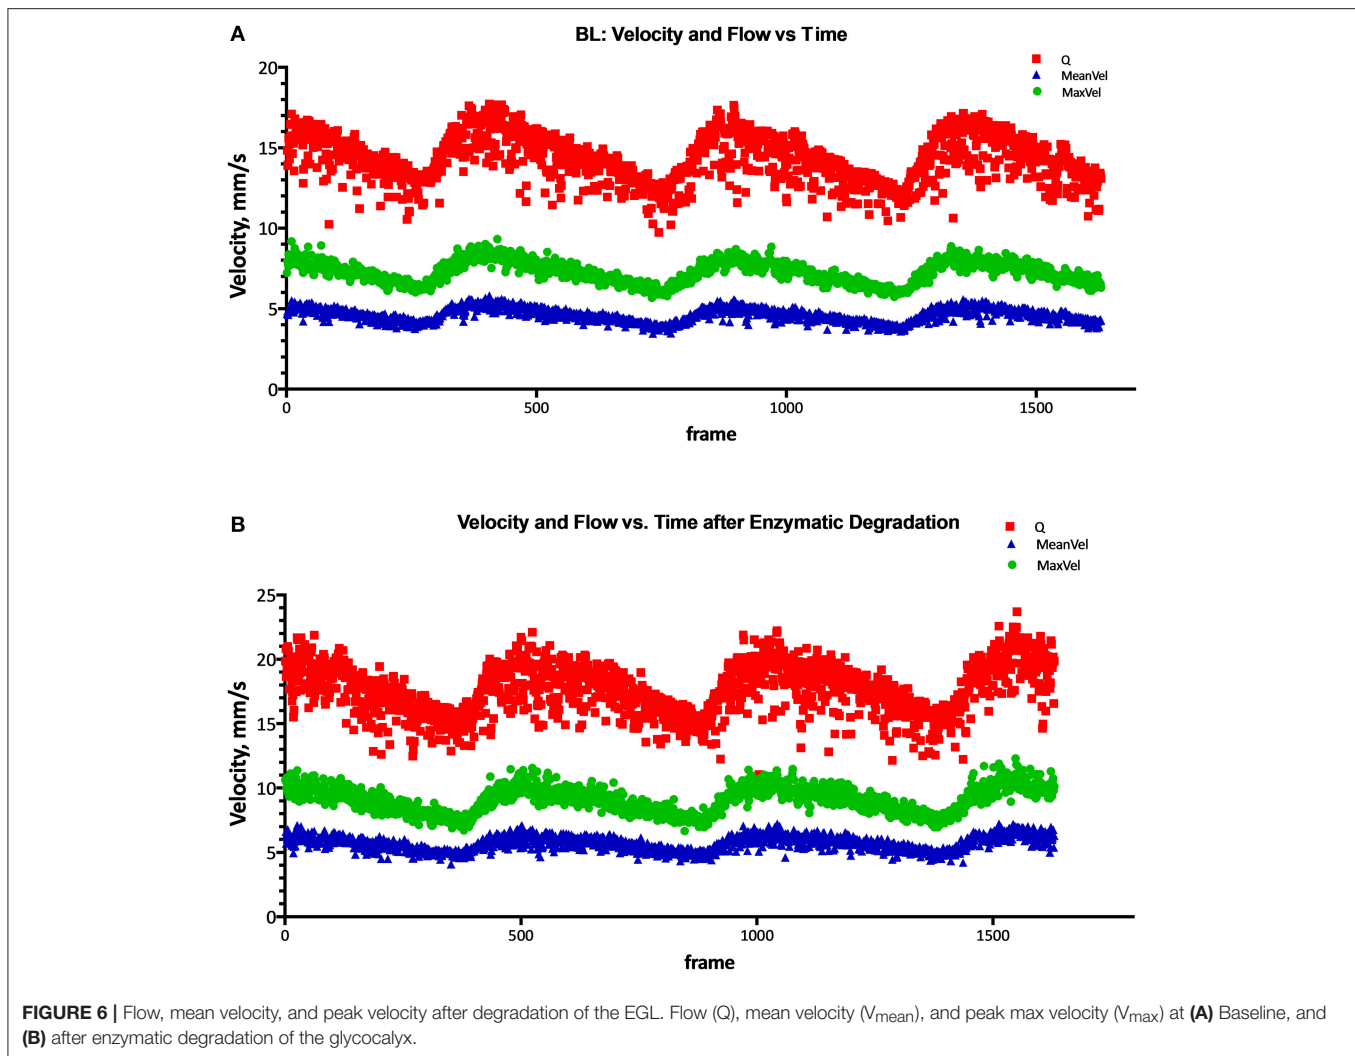 A
BL: Velocity and Flow vs Time
Q
MeanVel
MaxVel
20
15
10
5
0
Velocity, mm/s
0 500 1000 1500
frame
B
Velocity and Flow vs. Time after Enzymatic Degradation
Q
MeanVel
MaxVel
25
20
15
10
5
0
Velocity, mm/s
0 500 1000 1500
frame
FIGURE 6 | Flow, mean velocity, and peak velocity after degradation of the EGL. Flow (Q), mean velocity (Vmean), and peak max velocity (Vmax) at (A) Baseline, and
(B) after enzymatic degradation of the glycocalyx.